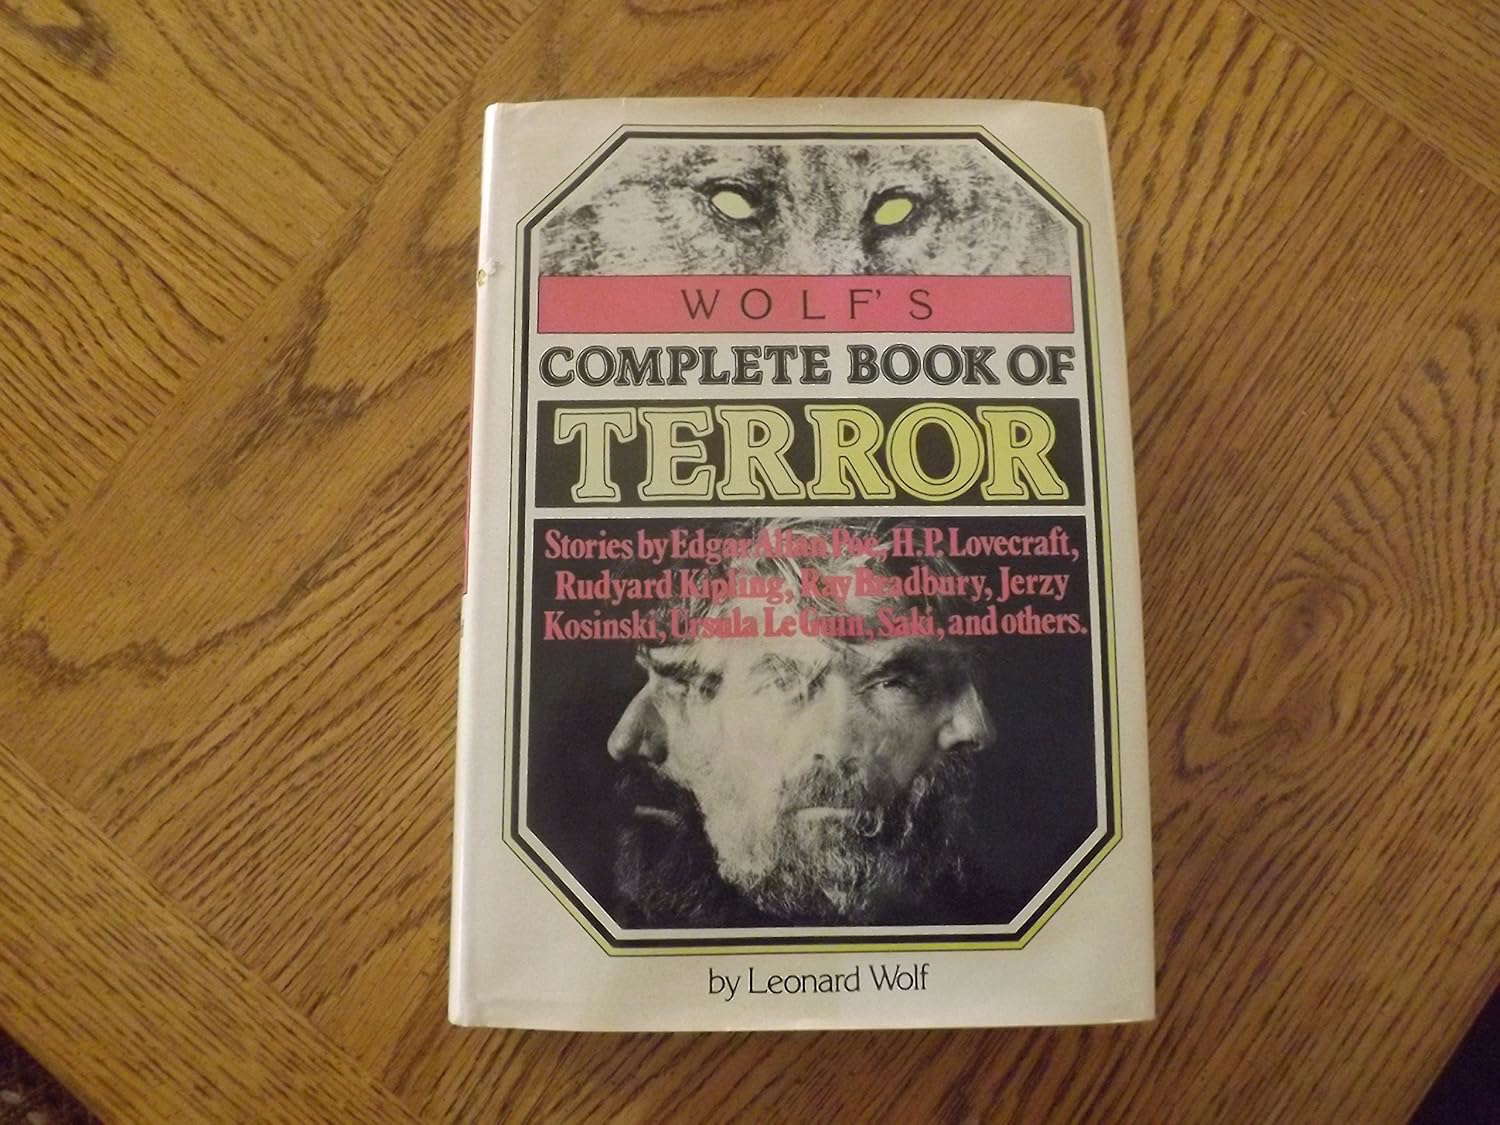 WOLF'S
COMPLETE BOOK OF
TERROR
Stories by Edgar Allan Poe, H.P. Lovecraft,
Rudyard Kipling, Ray Bradbury, Jerzy
Kosinski, Ursula Le Guin, Saki, and others.
by Leonard Wolf